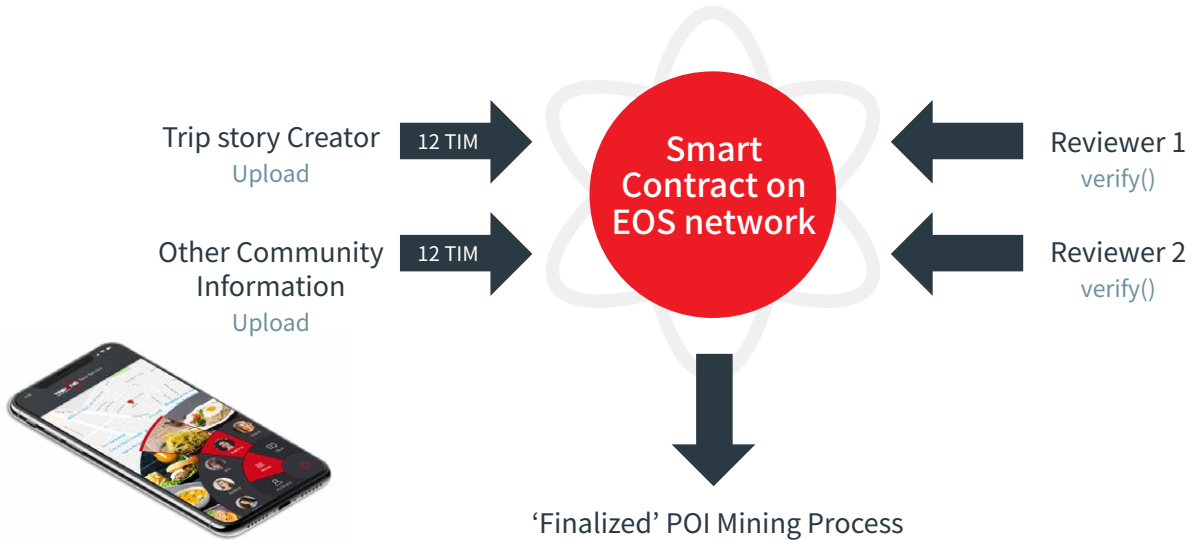 Trip story Creator
Upload
12 TIM
Other Community
Information
Upload
12 TIM
Smart
Contract on
EOS network
Reviewer 1
verify()
Reviewer 2
verify()
‘Finalized’ POI Mining Process